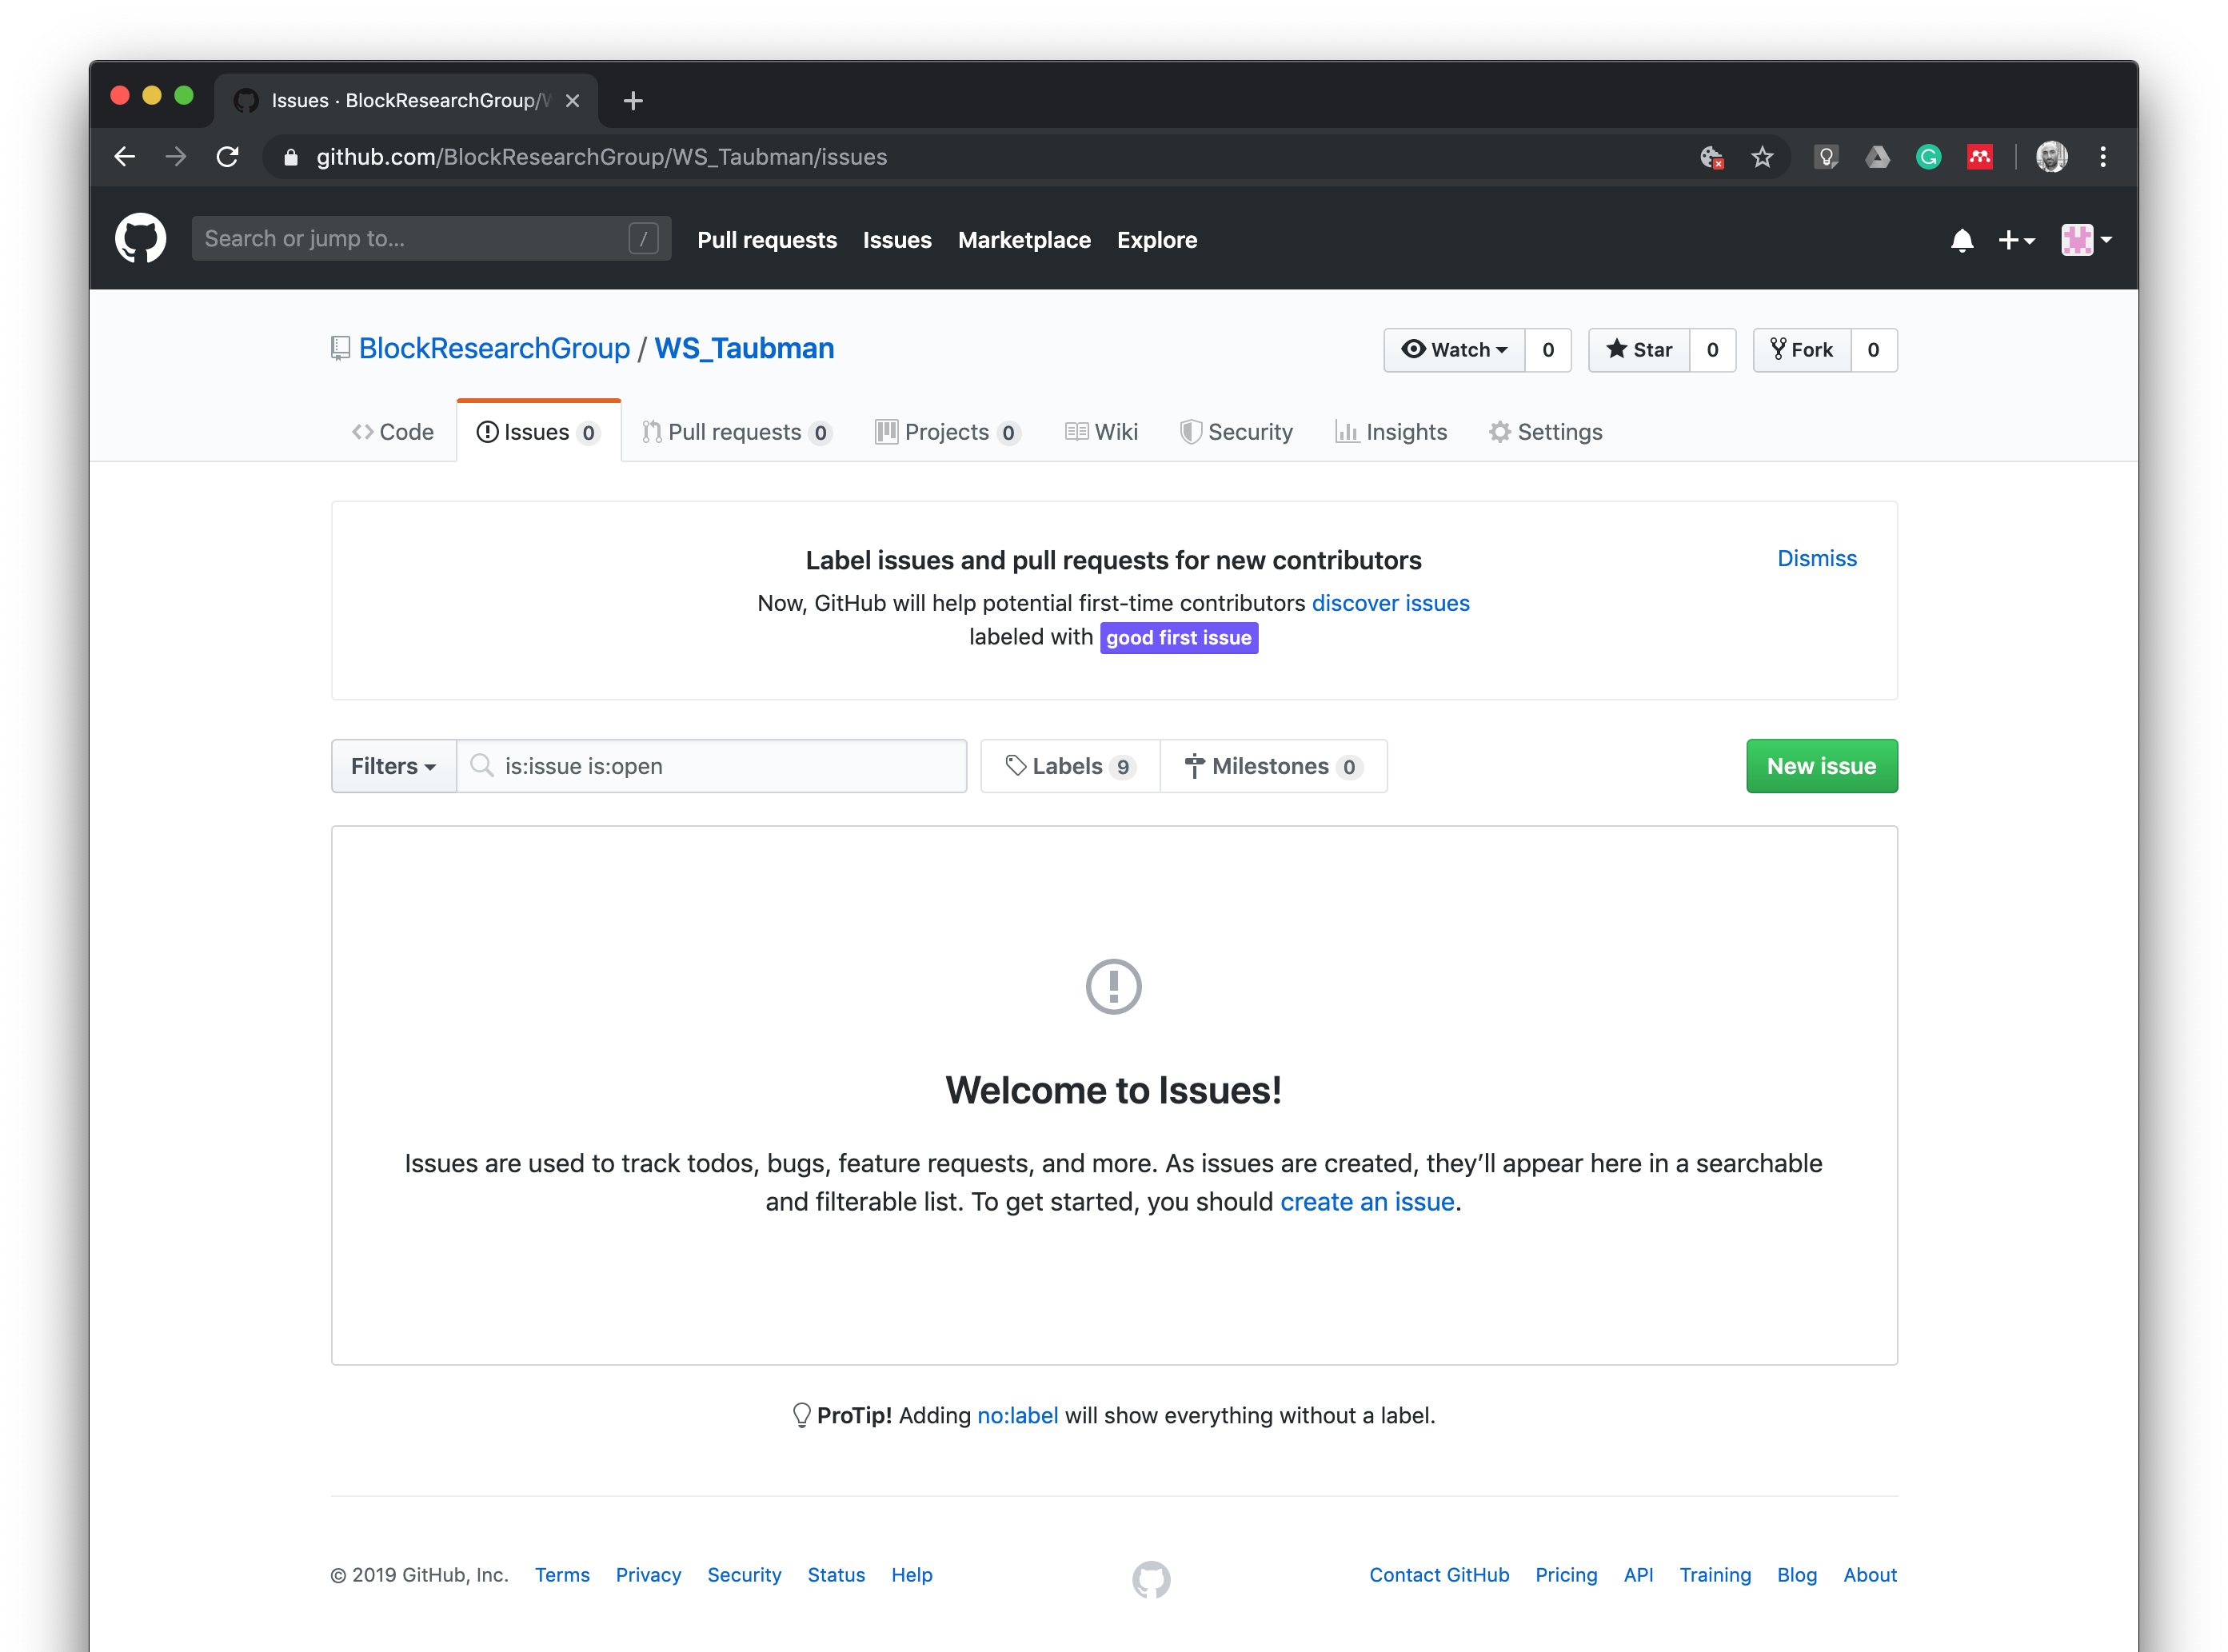 Issues · BlockResearchGroup/
github.com/BlockResearchGroup/WS_Taubman/issues
Search or jump to... /
Pull requests Issues Marketplace Explore
BlockResearchGroup / WS_Taubman
Watch 0 Star 0 Fork 0
Code Issues 0 Pull requests 0 Projects 0 Wiki Security Insights Settings
Label issues and pull requests for new contributors
Dismiss
Now, GitHub will help potential first-time contributors discover issues
labeled with good first issue
Filters is:issue is:open Labels 9 Milestones 0 New issue
Welcome to Issues!
Issues are used to track todos, bugs, feature requests, and more. As issues are created, they’ll appear here in a searchable
and filterable list. To get started, you should create an issue.
ProTip! Adding no:label will show everything without a label.
© 2019 GitHub, Inc. Terms Privacy Security Status Help Contact GitHub Pricing API Training Blog About